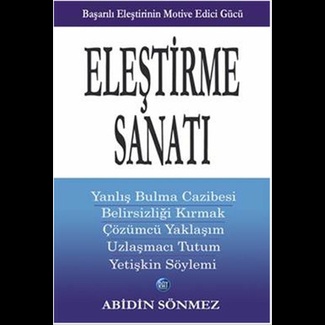 Başarılı Eleştirinin Motive Edici Gücü
ELEŞTİRME
SANATI
Yanlış Bulma Cazibesi
Belirsizliği Kırmak
Çözümcü Yaklaşım
Uzlaşmacı Tutum
Yetişkin Söylemi
ABİDİN SÖNMEZ